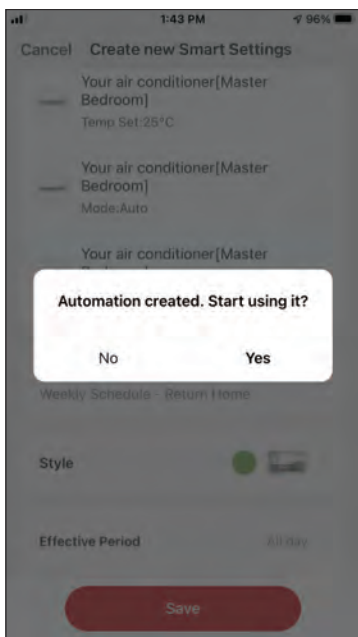 1:43 PM
96%
Cancel
Create new Smart Settings
Your air conditioner[Master
Bedroom]
Temp Set:25°C
Your air conditioner[Master
Bedroom]
Mode:Auto
Your air conditioner[Master
Automation created. Start using it?
No
Yes
Weekly Schedule - Return Home
Style
Effective Period
All day
Save